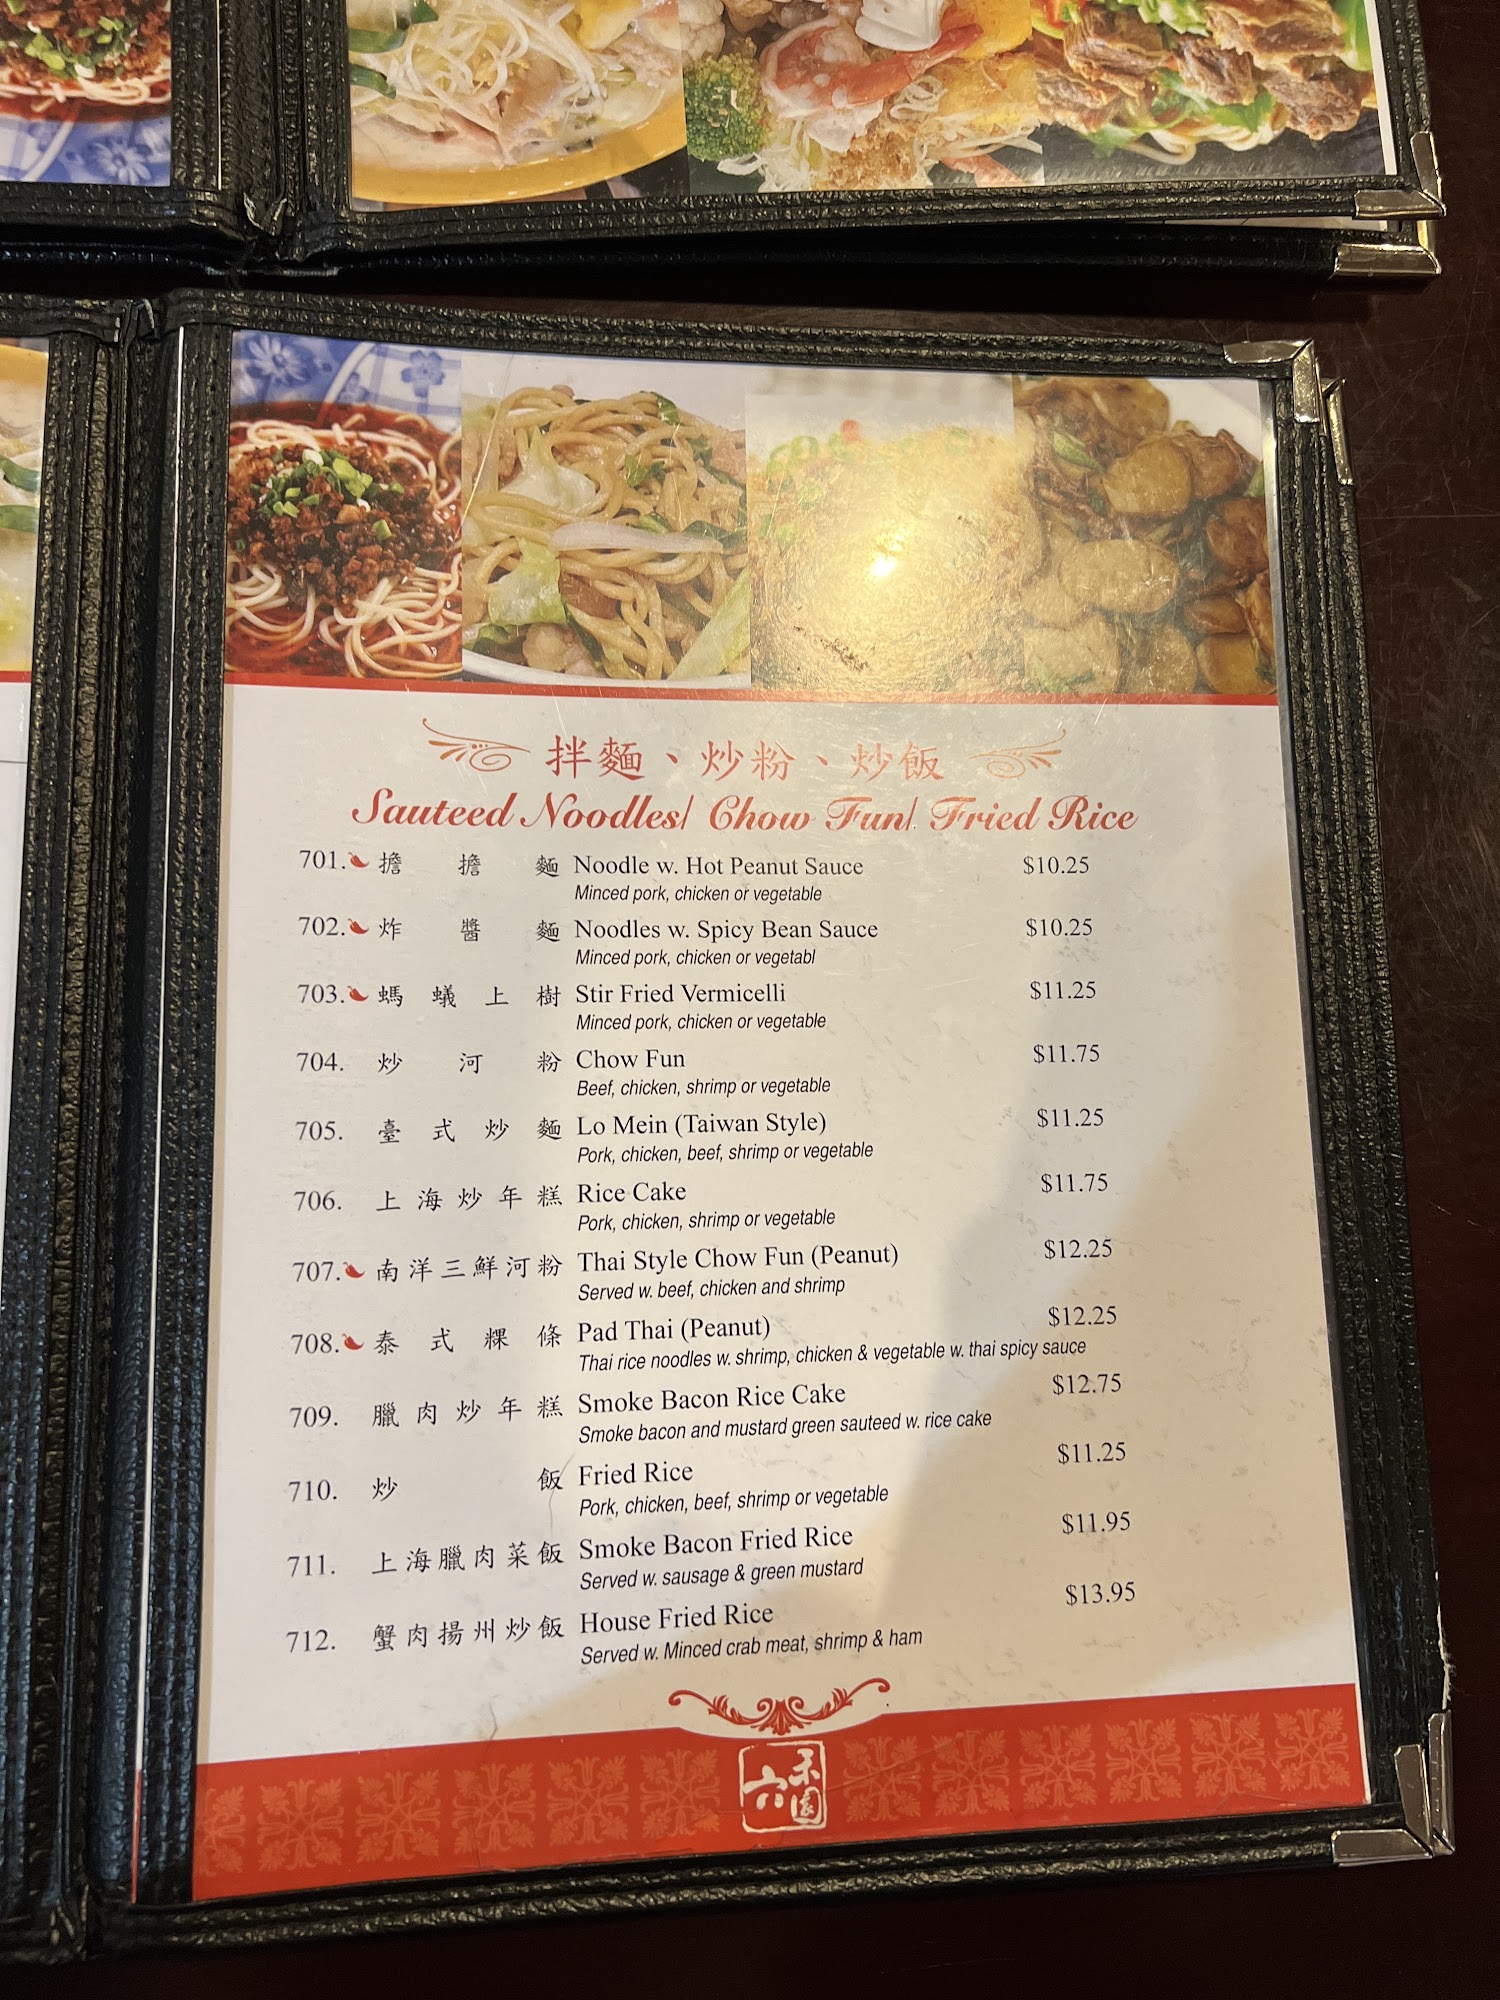 拌麵、炒粉、炒飯
Sauteed Noodles/ Chow Fun/ Fried Rice
701. 擔擔麵 Noodle w. Hot Peanut Sauce $10.25
Minced pork, chicken or vegetable
702. 炸醬麵 Noodles w. Spicy Bean Sauce $10.25
Minced pork, chicken or vegetabl
703. 螞蟻上樹 Stir Fried Vermicelli $11.25
Minced pork, chicken or vegetable
704. 炒河粉 Chow Fun $11.75
Beef, chicken, shrimp or vegetable
705. 臺式炒麵 Lo Mein (Taiwan Style) $11.25
Pork, chicken, beef, shrimp or vegetable
706. 上海炒年糕 Rice Cake $11.75
Pork, chicken, shrimp or vegetable
707. 南洋三鮮河粉 Thai Style Chow Fun (Peanut) $12.25
Served w. beef, chicken and shrimp
708. 泰式粿條 Pad Thai (Peanut) $12.25
Thai rice noodles w. shrimp, chicken & vegetable w. thai spicy sauce
709. 臘肉炒年糕 Smoke Bacon Rice Cake $12.75
Smoke bacon and mustard green sauteed w. rice cake
710. 炒飯 Fried Rice $11.25
Pork, chicken, beef, shrimp or vegetable
711. 上海臘肉菜飯 Smoke Bacon Fried Rice $11.95
Served w. sausage & green mustard
712. 蟹肉揚州炒飯 House Fried Rice $13.95
Served w. Minced crab meat, shrimp & ham
六禾園